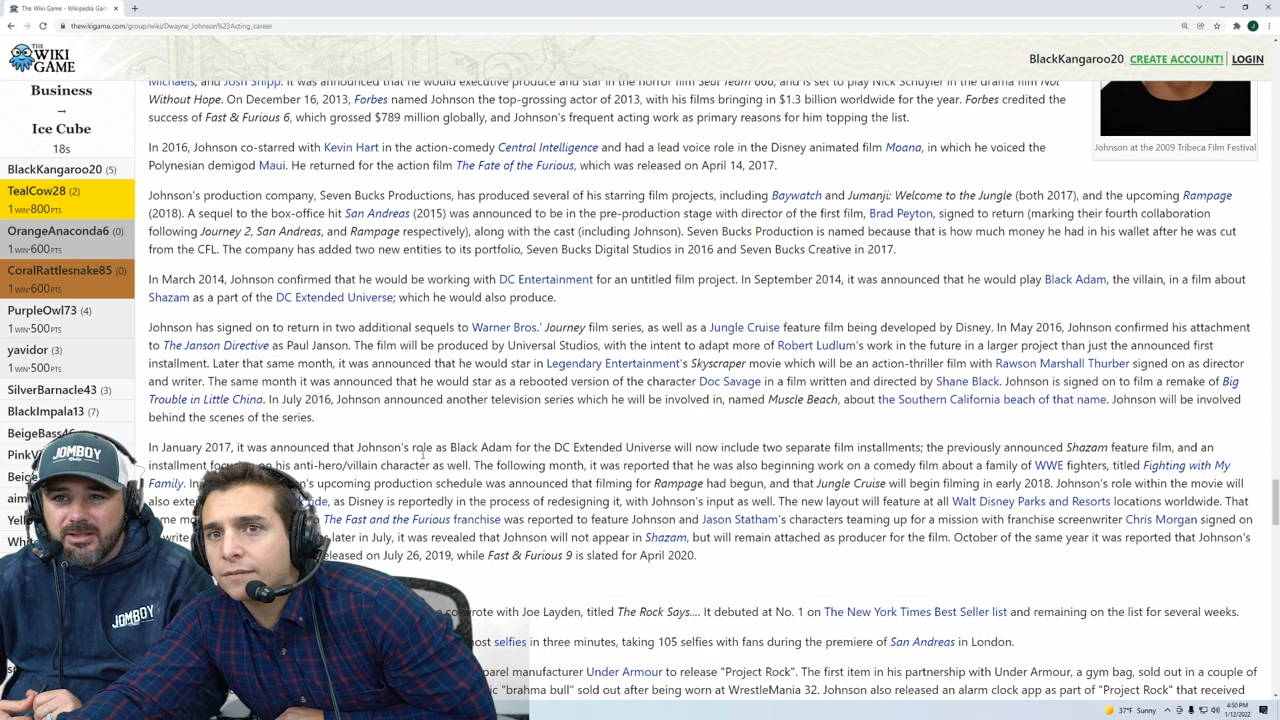 The Wiki Game - Wikipedia Gam
thewikigame.com/group/wiki/Dwayne_Johnson%23Acting_career
THE WIKI GAME
BlackKangaroo20 CREATE ACCOUNT! LOGIN
Business
→
Ice Cube
18s
BlackKangaroo20 (5)
TealCow28 (2)
1 WIN · 800 PTS
OrangeAnaconda6 (0)
1 WIN · 600 PTS
CoralRattlesnake85 (0)
1 WIN · 600 PTS
PurpleOwl73 (4)
1 WIN · 500 PTS
yavidor (3)
1 WIN · 500 PTS
SilverBarnacle43 (3)
BlackImpala13 (7)
BeigeBass46
PinkV
Beige
aim
Yello
Whit
Michaels, and Josh Shipp. It was announced that he would executive produce and star in the horror film Seal Team 666, and is set to play Nick Schuyler in the drama film Not
Without Hope. On December 16, 2013, Forbes named Johnson the top-grossing actor of 2013, with his films bringing in $1.3 billion worldwide for the year. Forbes credited the
success of Fast & Furious 6, which grossed $789 million globally, and Johnson's frequent acting work as primary reasons for him topping the list.
Johnson at the 2009 Tribeca Film Festival
In 2016, Johnson co-starred with Kevin Hart in the action-comedy Central Intelligence and had a lead voice role in the Disney animated film Moana, in which he voiced the
Polynesian demigod Maui. He returned for the action film The Fate of the Furious, which was released on April 14, 2017.
Johnson's production company, Seven Bucks Productions, has produced several of his starring film projects, including Baywatch and Jumanji: Welcome to the Jungle (both 2017), and the upcoming Rampage
(2018). A sequel to the box-office hit San Andreas (2015) was announced to be in the pre-production stage with director of the first film, Brad Peyton, signed to return (marking their fourth collaboration
following Journey 2, San Andreas, and Rampage respectively), along with the cast (including Johnson). Seven Bucks Production is named because that is how much money he had in his wallet after he was cut
from the CFL. The company has added two new entities to its portfolio, Seven Bucks Digital Studios in 2016 and Seven Bucks Creative in 2017.
In March 2014, Johnson confirmed that he would be working with DC Entertainment for an untitled film project. In September 2014, it was announced that he would play Black Adam, the villain, in a film about
Shazam as a part of the DC Extended Universe; which he would also produce.
Johnson has signed on to return in two additional sequels to Warner Bros.' Journey film series, as well as a Jungle Cruise feature film being developed by Disney. In May 2016, Johnson confirmed his attachment
to The Janson Directive as Paul Janson. The film will be produced by Universal Studios, with the intent to adapt more of Robert Ludlum's work in the future in a larger project than just the announced first
installment. Later that same month, it was announced that he would star in Legendary Entertainment's Skyscraper movie which will be an action-thriller film with Rawson Marshall Thurber signed on as director
and writer. The same month it was announced that he would star as a rebooted version of the character Doc Savage in a film written and directed by Shane Black. Johnson is signed on to film a remake of Big
Trouble in Little China. In July 2016, Johnson announced another television series which he will be involved in, named Muscle Beach, about the Southern California beach of that name. Johnson will be involved
behind the scenes of the series.
In January 2017, it was announced that Johnson's role as Black Adam for the DC Extended Universe will now include two separate film installments; the previously announced Shazam feature film, and an
installment on his anti-hero/villain character as well. The following month, it was reported that he was also beginning work on a comedy film about a family of WWE fighters, titled Fighting with My
Family. In upcoming production schedule was announced that filming for Rampage had begun, and that Jungle Cruise will begin filming in early 2018. Johnson's role within the movie will
also exte ride, as Disney is reportedly in the process of redesigning it, with Johnson's input as well. The new layout will feature at all Walt Disney Parks and Resorts locations worldwide. That
ame mo The Fast and the Furious franchise was reported to feature Johnson and Jason Statham's characters teaming up for a mission with franchise screenwriter Chris Morgan signed on
write later in July, it was revealed that Johnson will not appear in Shazam, but will remain attached as producer for the film. October of the same year it was reported that Johnson's
eleased on July 26, 2019, while Fast & Furious 9 is slated for April 2020.
wrote with Joe Layden, titled The Rock Says.... It debuted at No. 1 on The New York Times Best Seller list and remaining on the list for several weeks.
ost selfies in three minutes, taking 105 selfies with fans during the premiere of San Andreas in London.
parel manufacturer Under Armour to release "Project Rock". The first item in his partnership with Under Armour, a gym bag, sold out in a couple of
ic "brahma bull" sold out after being worn at WrestleMania 32. Johnson also released an alarm clock app as part of "Project Rock" that received
JOMBOY
JOMBOY
37°F Sunny
4:50 PM
1/12/2022